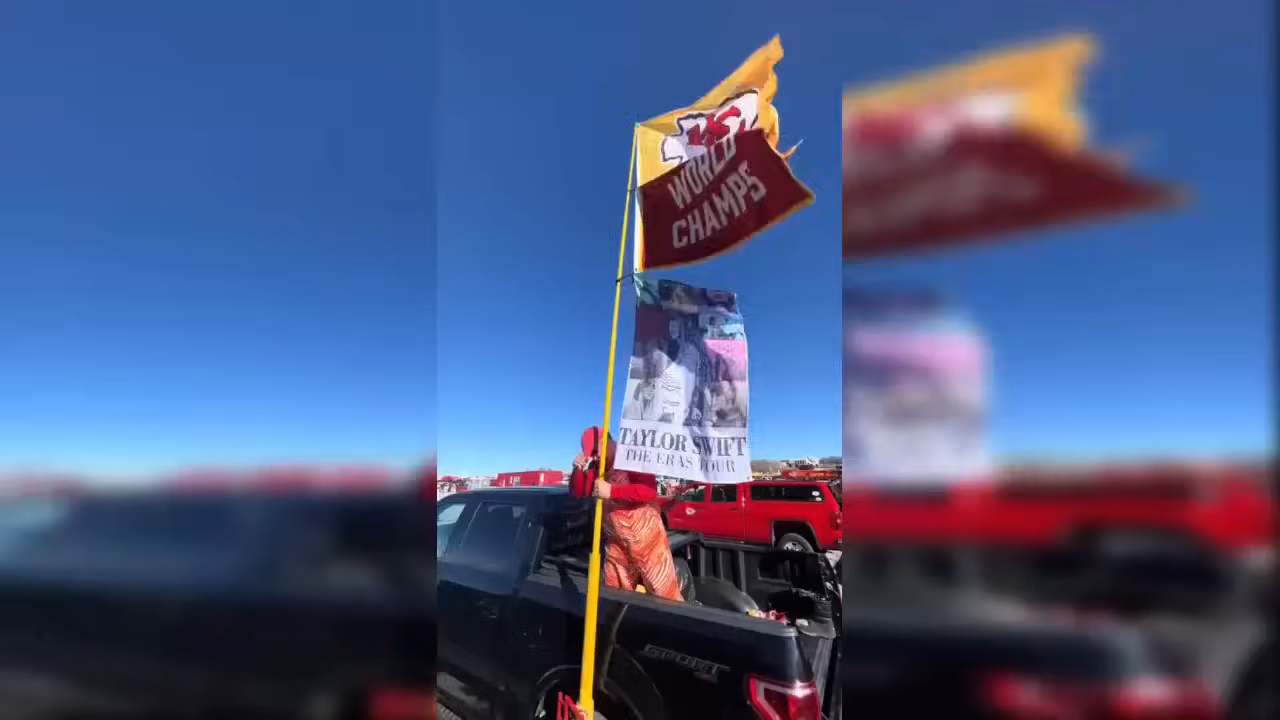 KC
WORLD
CHAMPS
TAYLOR SWIFT
THE ERAS TOUR
SPORT